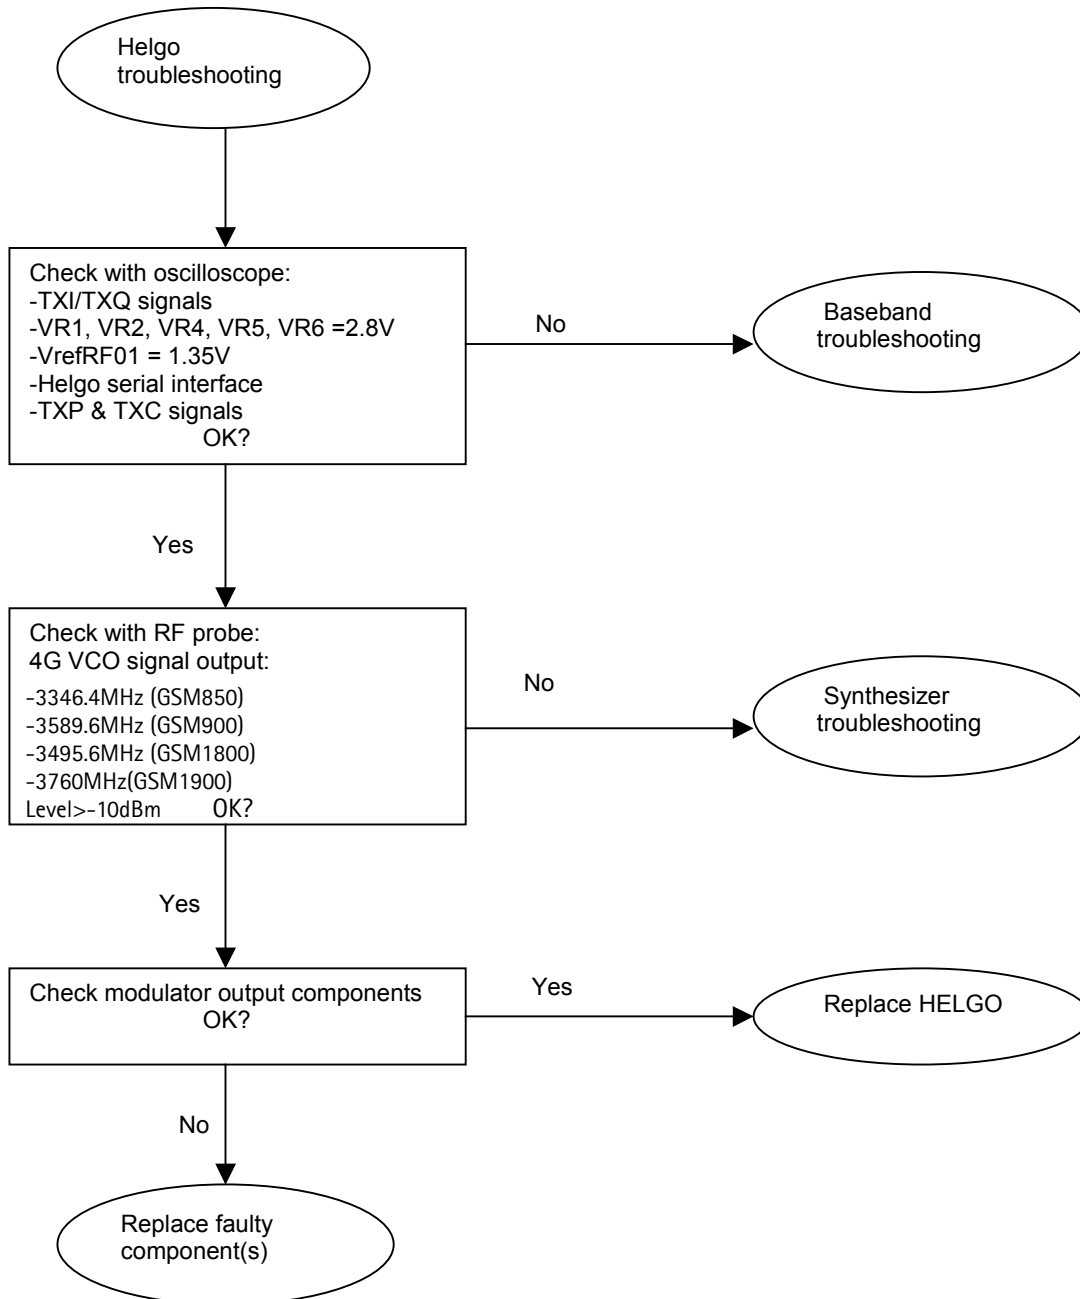 Helgo
troubleshooting
Check with oscilloscope:
-TXI/TXQ signals
-VR1, VR2, VR4, VR5, VR6 =2.8V
-VrefRF01 = 1.35V
-Helgo serial interface
-TXP & TXC signals
OK?
No
Baseband
troubleshooting
Yes
Check with RF probe:
4G VCO signal output:
-3346.4MHz (GSM850)
-3589.6MHz (GSM900)
-3495.6MHz (GSM1800)
-3760MHz(GSM1900)
Level>-10dBm OK?
No
Synthesizer
troubleshooting
Yes
Check modulator output components
OK?
Yes
Replace HELGO
No
Replace faulty
component(s)